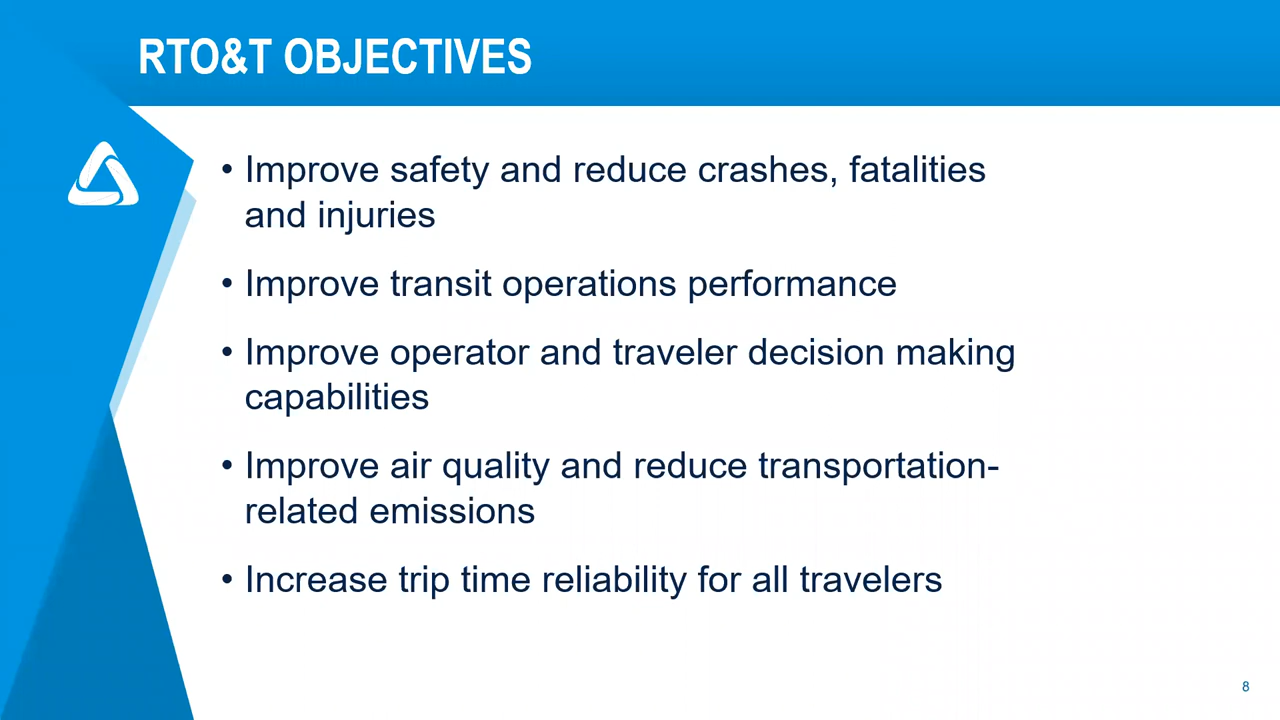 RTO&T OBJECTIVES
• Improve safety and reduce crashes, fatalities
and injuries
• Improve transit operations performance
• Improve operator and traveler decision making
capabilities
• Improve air quality and reduce transportation-
related emissions
• Increase trip time reliability for all travelers
8